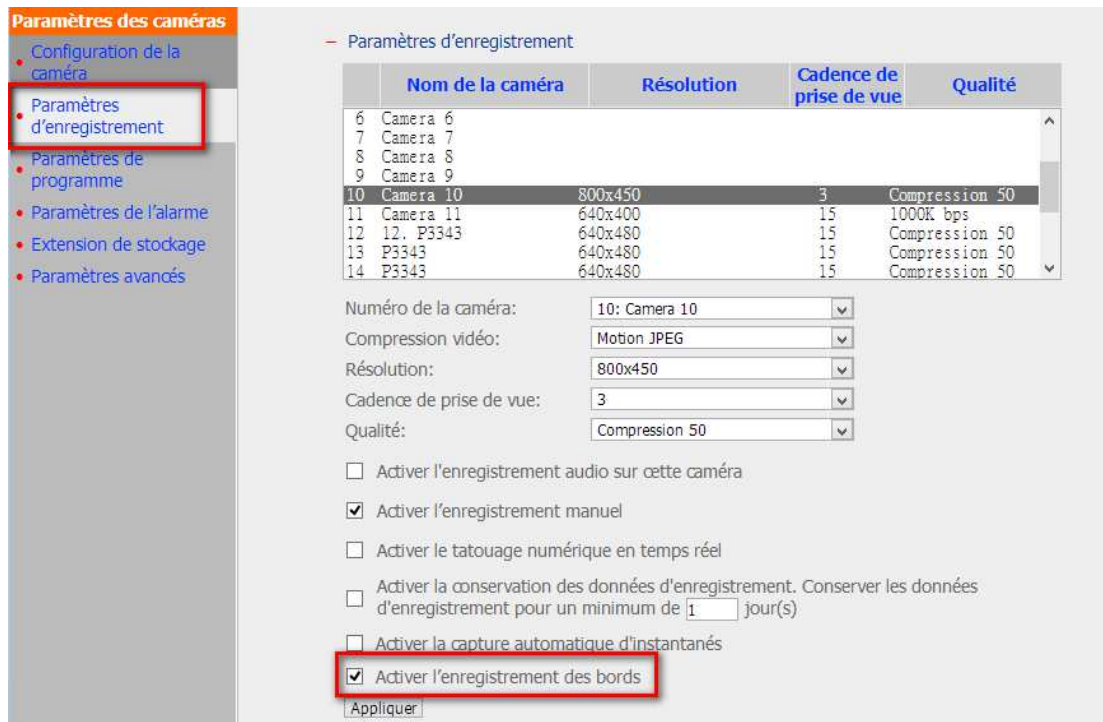 Paramètres des caméras
• Configuration de la
caméra
• Paramètres
d'enregistrement
• Paramètres de
programme
• Paramètres de l'alarme
• Extension de stockage
• Paramètres avancés
– Paramètres d'enregistrement
Nom de la caméra Résolution Cadence de prise de vue Qualité
6 Camera 6
7 Camera 7
8 Camera 8
9 Camera 9
10 Camera 10 800x450 3 Compression 50
11 Camera 11 640x400 15 1000K bps
12 12. P3343 640x480 15 Compression 50
13 P3343 640x480 15 Compression 50
14 P3343 640x480 15 Compression 50
Numéro de la caméra: 10: Camera 10
Compression vidéo: Motion JPEG
Résolution: 800x450
Cadence de prise de vue: 3
Qualité: Compression 50
Activer l'enregistrement audio sur cette caméra
Activer l'enregistrement manuel
Activer le tatouage numérique en temps réel
Activer la conservation des données d'enregistrement. Conserver les données
d'enregistrement pour un minimum de 1 jour(s)
Activer la capture automatique d'instantanés
Activer l'enregistrement des bords
Appliquer